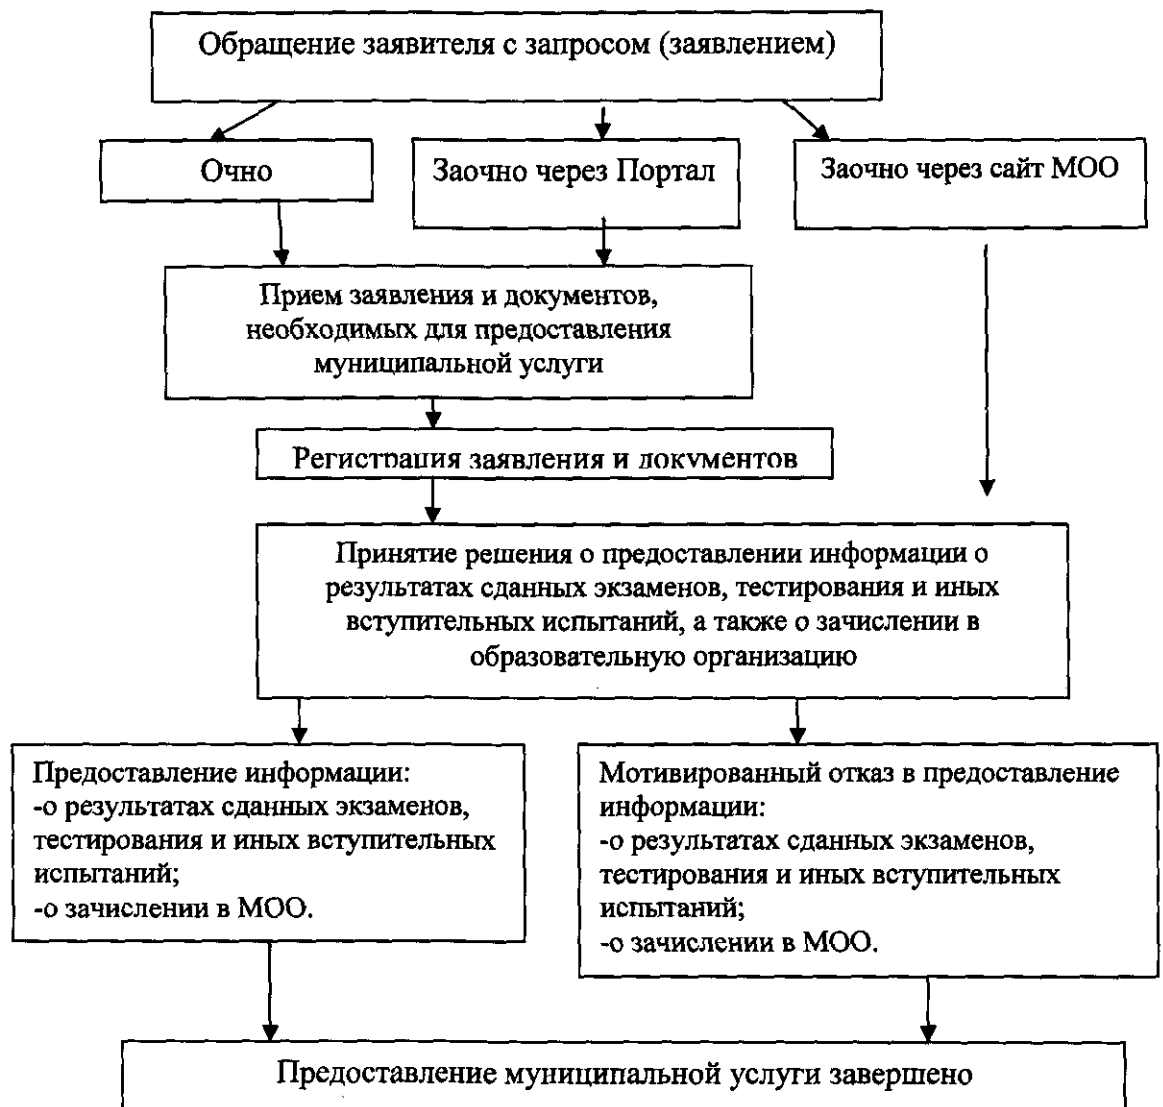 Обращение заявителя с запросом (заявлением)
Очно
Заочно через Портал
Заочно через сайт МОО
Прием заявления и документов,
необходимых для предоставления
муниципальной услуги
Регистрация заявления и документов
Принятие решения о предоставлении информации о
результатах сданных экзаменов, тестирования и иных
вступительных испытаний, а также о зачислении в
образовательную организацию
Предоставление информации:
-о результатах сданных экзаменов,
тестирования и иных вступительных
испытаний;
-о зачислении в МОО.
Мотивированный отказ в предоставление
информации:
-о результатах сданных экзаменов,
тестирования и иных вступительных
испытаний;
-о зачислении в МОО.
Предоставление муниципальной услуги завершено